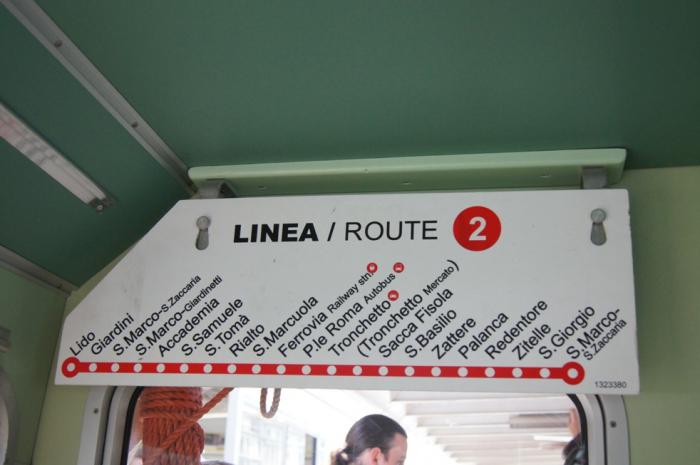 LINEA / ROUTE 2
Lido
Giardini
S.Marco-S.Zaccaria
S.Marco-Giardinetti
Accademia
S.Samuele
S.Tomà
Rialto
S.Marcuola
Ferrovia Railway stn
P.le Roma Autobus
Tronchetto
(Tronchetto Mercato)
Sacca Fisola
S.Basilio
Zattere
Palanca
Redentore
Zitelle
S.Giorgio
S.Marco-
S.Zaccaria
1323380